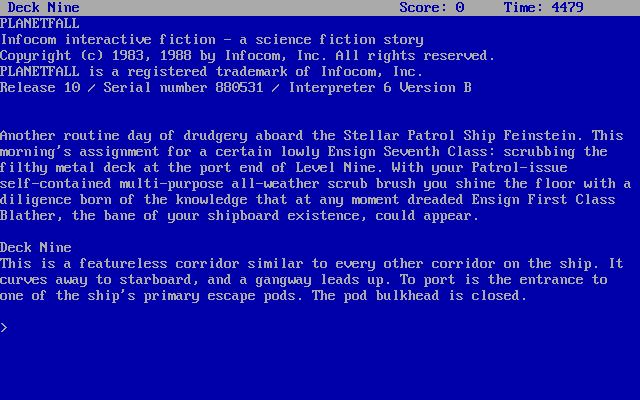 Deck Nine Score: 0 Time: 4479
PLANETFALL
Infocom interactive fiction - a science fiction story
Copyright (c) 1983, 1988 by Infocom, Inc. All rights reserved.
PLANETFALL is a registered trademark of Infocom, Inc.
Release 10 / Serial number 880531 / Interpreter 6 Version B
Another routine day of drudgery aboard the Stellar Patrol Ship Feinstein. This
morning's assignment for a certain lowly Ensign Seventh Class: scrubbing the
filthy metal deck at the port end of Level Nine. With your Patrol-issue
self-contained multi-purpose all-weather scrub brush you shine the floor with a
diligence born of the knowledge that at any moment dreaded Ensign First Class
Blather, the bane of your shipboard existence, could appear.
Deck Nine
This is a featureless corridor similar to every other corridor on the ship. It
curves away to starboard, and a gangway leads up. To port is the entrance to
one of the ship's primary escape pods. The pod bulkhead is closed.
>